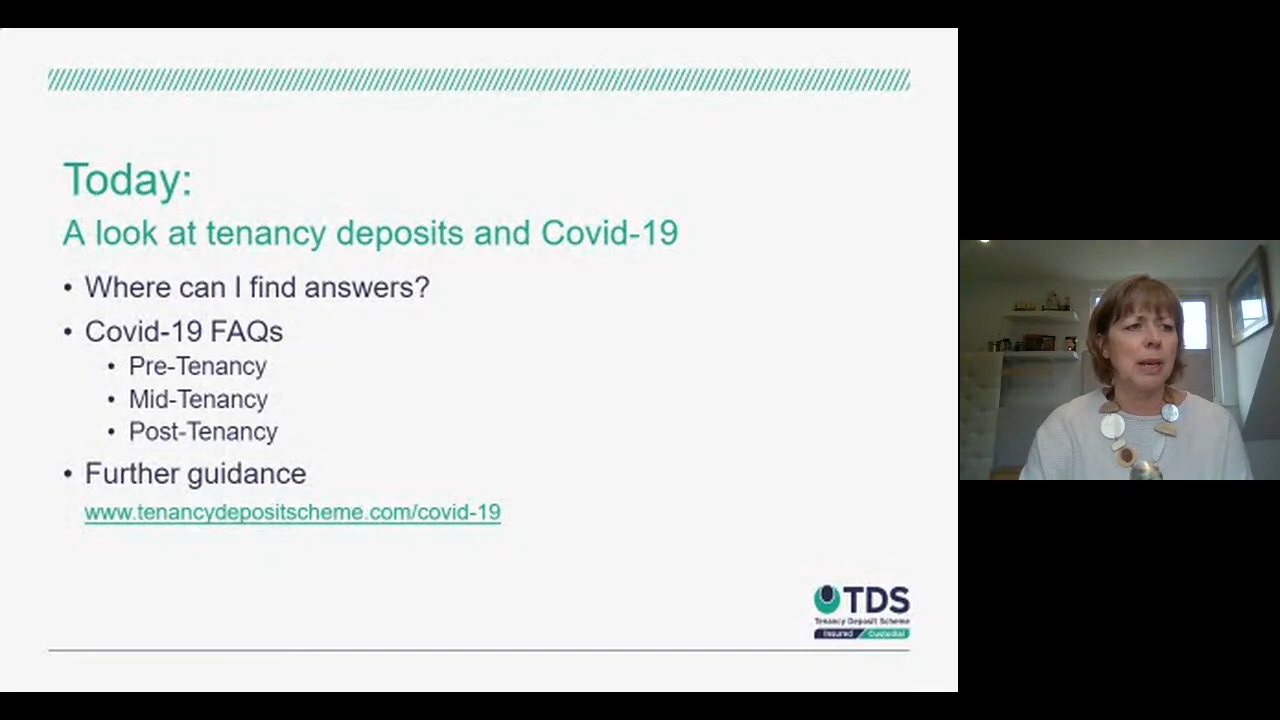 Today:
A look at tenancy deposits and Covid-19
• Where can I find answers?
• Covid-19 FAQs
• Pre-Tenancy
• Mid-Tenancy
• Post-Tenancy
• Further guidance
www.tenancydepositscheme.com/covid-19
TDS
Tenancy Deposit Scheme
Insured Custodial